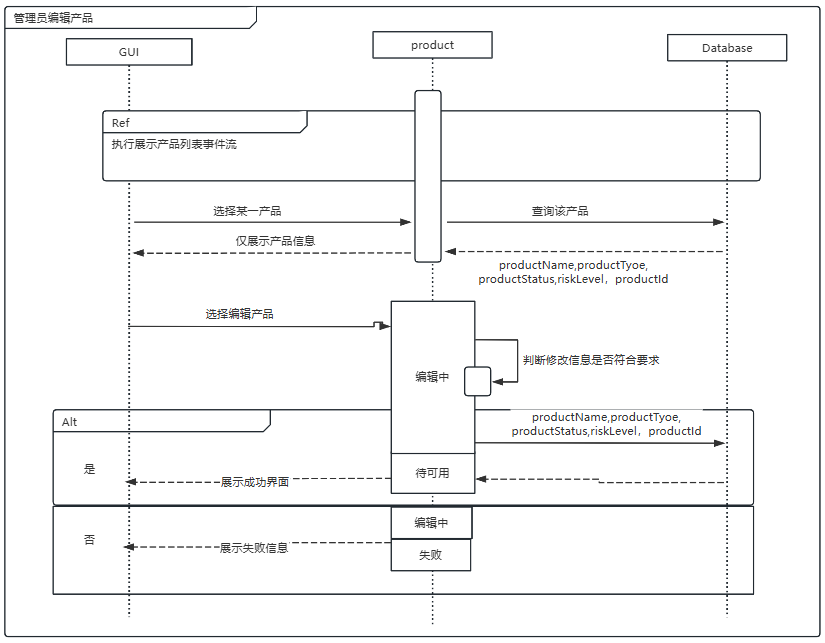 管理员编辑产品
GUI
product
Database
Ref
执行展示产品列表事件流
选择某一产品
查询该产品
仅展示产品信息
productName,productTyoe,
productStatus,riskLevel，productId
选择编辑产品
编辑中
判断修改信息是否符合要求
Alt
productName,productTyoe,
productStatus,riskLevel，productId
是
待可用
展示成功界面
编辑中
否
展示失败信息
失败